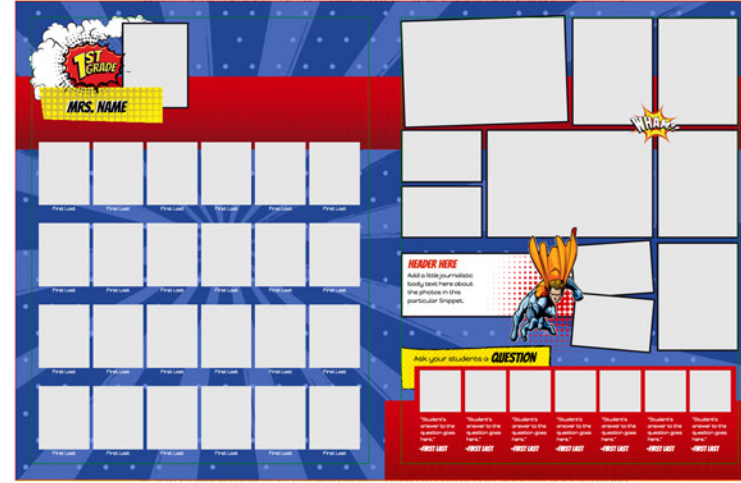 1ST
GRADE
MRS. NAME
First Last First Last First Last First Last First Last First Last
First Last First Last First Last First Last First Last First Last
First Last First Last First Last First Last First Last First Last
First Last First Last First Last First Last First Last First Last
WHAM!
HEADER HERE
Add a little journalistic
body text here about
the photos in this
particular Snippet.
Ask your students a QUESTION
"Student's "Student's "Student's "Student's "Student's "Student's "Student's
answer to the answer to the answer to the answer to the answer to the answer to the answer to the
question goes question goes question goes question goes question goes question goes question goes
here." here." here." here." here." here." here."
-FIRST LAST -FIRST LAST -FIRST LAST -FIRST LAST -FIRST LAST -FIRST LAST -FIRST LAST